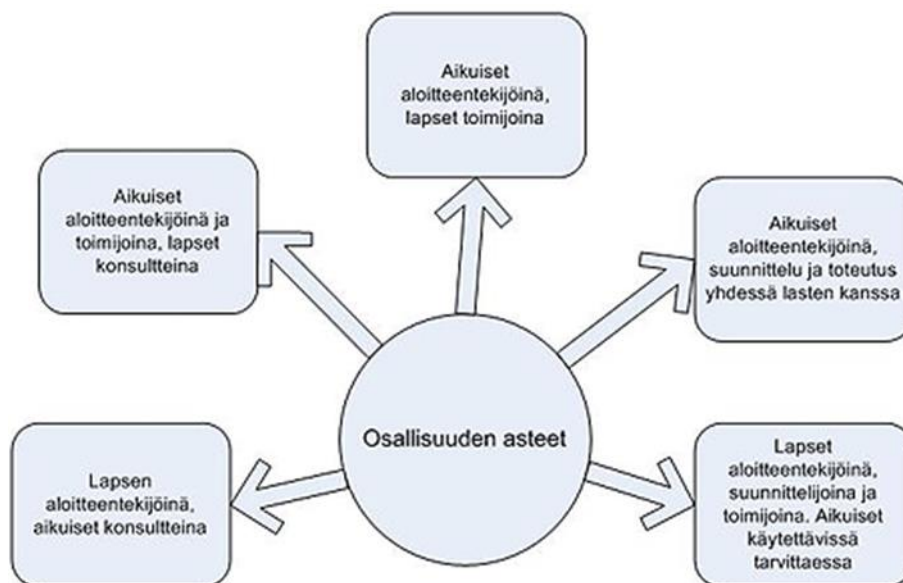 Aikuiset
aloitteentekijöinä,
lapset toimijoina
Aikuiset
aloitteentekijöinä ja
toimijoina, lapset
konsultteina
Aikuiset
aloitteentekijöinä,
suunnittelu ja toteutus
yhdessä lasten kanssa
Osallisuuden asteet
Lapsen
aloitteentekijöinä,
aikuiset konsultteina
Lapset
aloitteentekijöinä,
suunnittelijoina ja
toimijoina. Aikuiset
käytettävissä
tarvittaessa